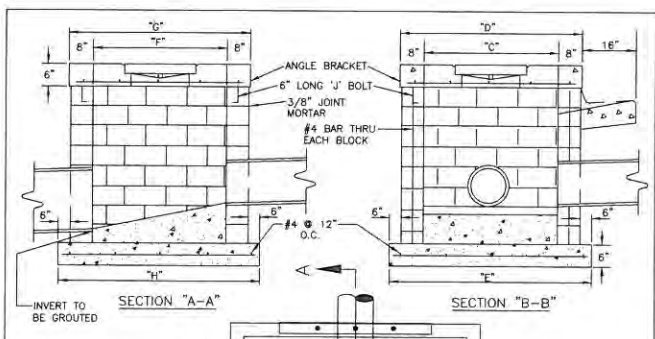 "G"
8" "F" 8"
6"
ANGLE BRACKET
6" LONG 'J' BOLT
3/8" JOINT
MORTAR
#4 BAR THRU
EACH BLOCK
6" 6"
#4 @ 12"
O.C.
"H"
INVERT TO
BE GROUTED
SECTION "A-A"
"D"
8" "C" 8" 16"
6" 6"
6"
"E"
SECTION "B-B"
A